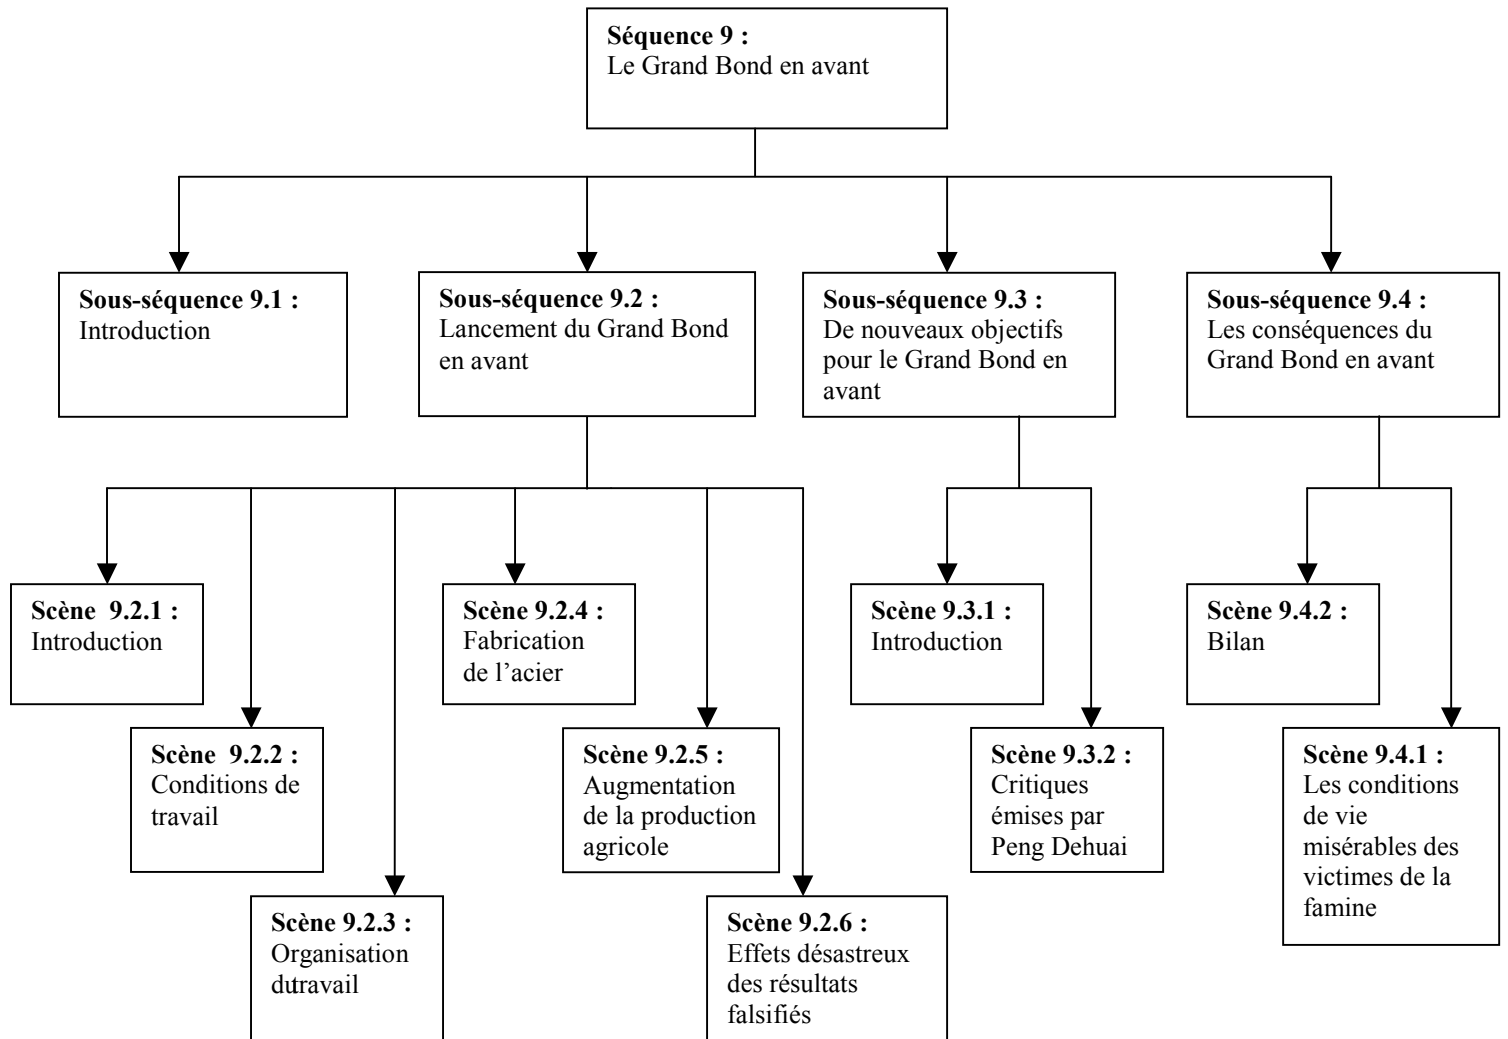 Séquence 9 :
Le Grand Bond en avant
Sous-séquence 9.1 :
Introduction
Sous-séquence 9.2 :
Lancement du Grand Bond
en avant
Sous-séquence 9.3 :
De nouveaux objectifs
pour le Grand Bond en
avant
Sous-séquence 9.4 :
Les conséquences du
Grand Bond en avant
Scène 9.2.1 :
Introduction
Scène 9.2.2 :
Conditions de
travail
Scène 9.2.3 :
Organisation
dutravail
Scène 9.2.4 :
Fabrication
de l’acier
Scène 9.2.5 :
Augmentation
de la production
agricole
Scène 9.2.6 :
Effets désastreux
des résultats
falsifiés
Scène 9.3.1 :
Introduction
Scène 9.3.2 :
Critiques
émises par
Peng Dehuai
Scène 9.4.2 :
Bilan
Scène 9.4.1 :
Les conditions
de vie
misérables des
victimes de la
famine